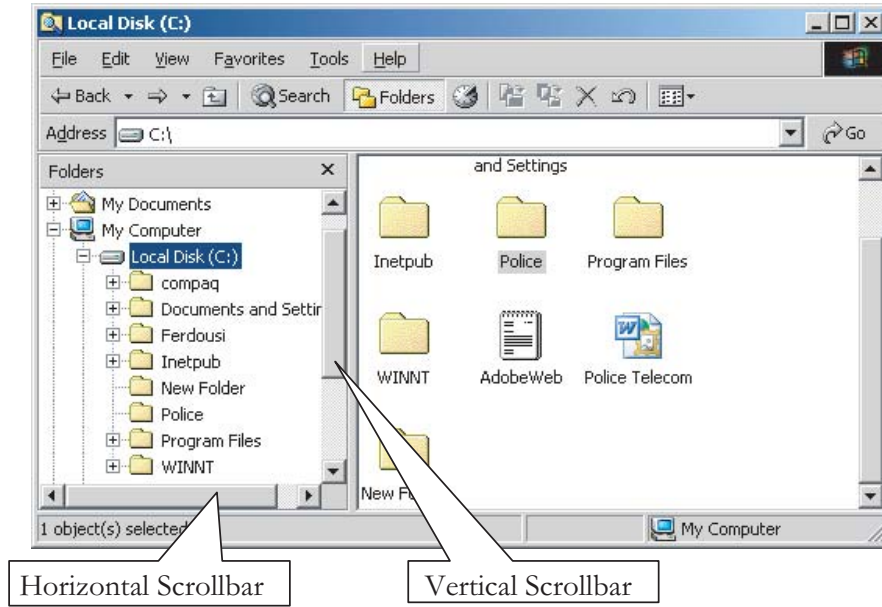 Local Disk (C:)
File Edit View Favorites Tools Help
Back Search Folders
Address C:\ Go
Folders
My Documents
My Computer
Local Disk (C:)
compaq
Documents and Settir
Ferdousi
Inetpub
New Folder
Police
Program Files
WINNT
and Settings
Inetpub Police Program Files
WINNT AdobeWeb Police Telecom
New Fo
1 object(s) selected
My Computer
Horizontal Scrollbar
Vertical Scrollbar